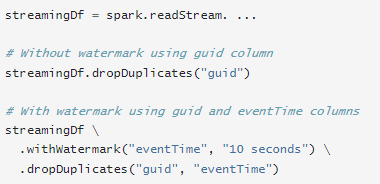 streamingDf = spark.readStream. ...
# Without watermark using guid column
streamingDf.dropDuplicates("guid")
# With watermark using guid and eventTime columns
streamingDf \
.withWatermark("eventTime", "10 seconds") \
.dropDuplicates("guid", "eventTime")